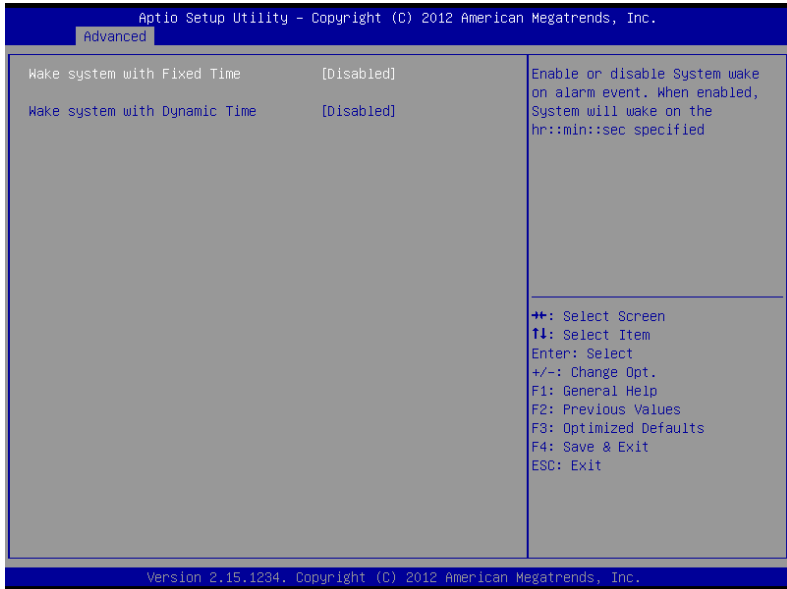 Aptio Setup Utility – Copyright (C) 2012 American Megatrends, Inc.
Advanced
Wake system with Fixed Time [Disabled]
Wake system with Dynamic Time [Disabled]
Enable or disable System wake
on alarm event. When enabled,
System will wake on the
hr::min::sec specified
→←: Select Screen
↑↓: Select Item
Enter: Select
+/-: Change Opt.
F1: General Help
F2: Previous Values
F3: Optimized Defaults
F4: Save & Exit
ESC: Exit
Version 2.15.1234. Copyright (C) 2012 American Megatrends, Inc.